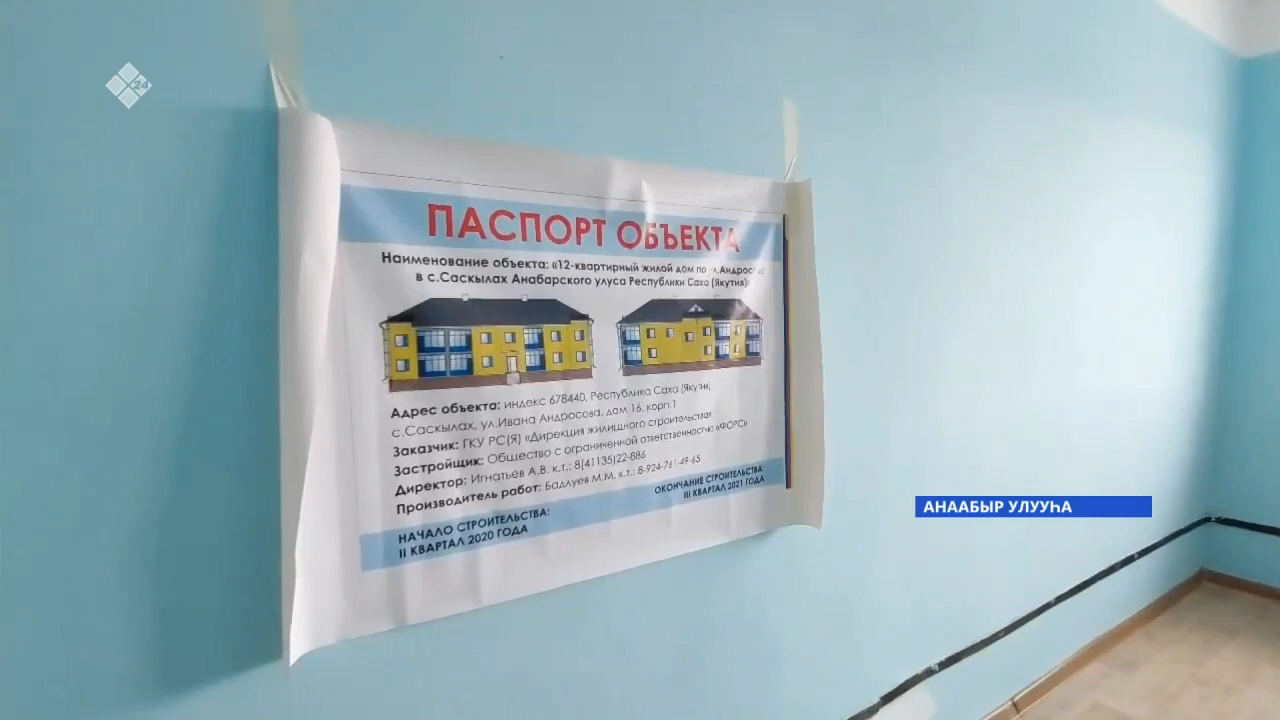 24
ПАСПОРТ ОБЪЕКТА
Наименование объекта: «12-квартирный жилой дом по ул.Андросова
в с.Саскылах Анабарского улуса Республики Саха (Якутия)»
Адрес объекта: индекс 678440, Республика Саха (Якутия)
с.Саскылах, ул.Ивана Андросова, дом 16, корп 1
Заказчик: ГКУ РС(Я) «Дирекция жилищного строительства»
Застройщик: Общество с ограниченной ответственностью «ФОРС»
Директор: Игнатьев А.В. к.т.: 8(41135)22-886
Производитель работ: Бадлуев М.М. к.т.: 8-924-761-49-65
НАЧАЛО СТРОИТЕЛЬСТВА:
II КВАРТАЛ 2020 ГОДА
ОКОНЧАНИЕ СТРОИТЕЛЬСТВА:
III КВАРТАЛ 2021 ГОДА
АНААБЫР УЛУУҺА